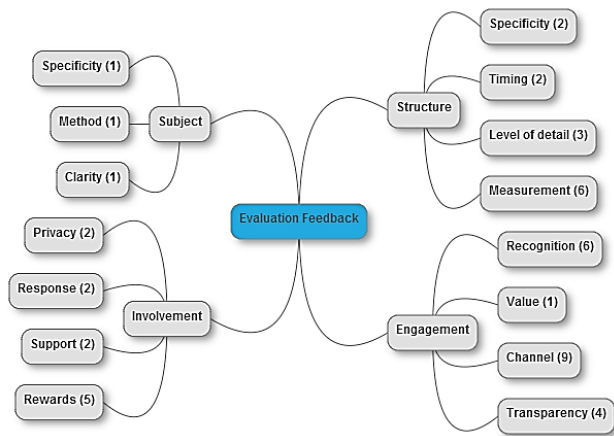 Specificity (1)
Method (1)
Clarity (1)
Subject
Privacy (2)
Response (2)
Support (2)
Rewards (5)
Involvement
Evaluation Feedback
Structure
Specificity (2)
Timing (2)
Level of detail (3)
Measurement (6)
Engagement
Recognition (6)
Value (1)
Channel (9)
Transparency (4)